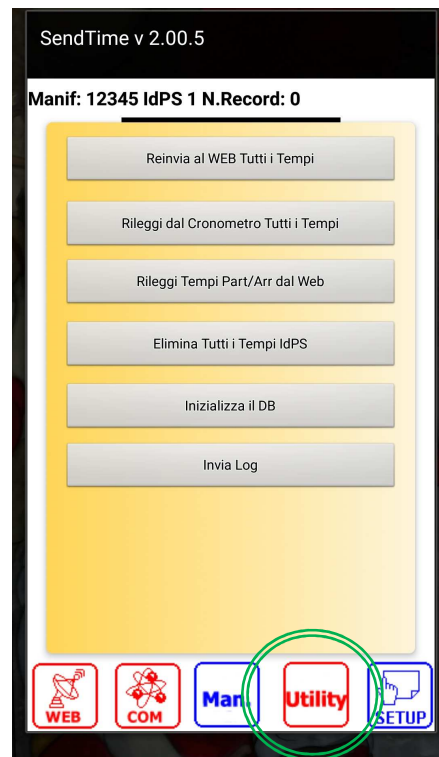 SendTime v 2.00.5
Manif: 12345 IdPS 1 N.Record: 0
Reinvia al WEB Tutti i Tempi
Rileggi dal Cronometro Tutti i Tempi
Rileggi Tempi Part/Arr dal Web
Elimina Tutti i Tempi IdPS
Inizializza il DB
Invia Log
WEB
COM
Man.
Utility
SETUP